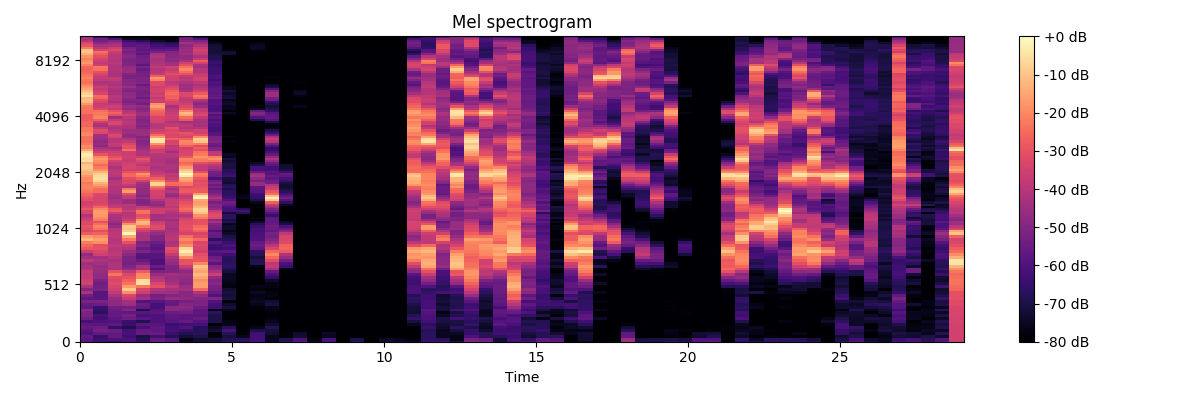 Mel spectrogram
Hz
8192
4096
2048
1024
512
0
0 5 10 15 20 25
Time
+0 dB
-10 dB
-20 dB
-30 dB
-40 dB
-50 dB
-60 dB
-70 dB
-80 dB